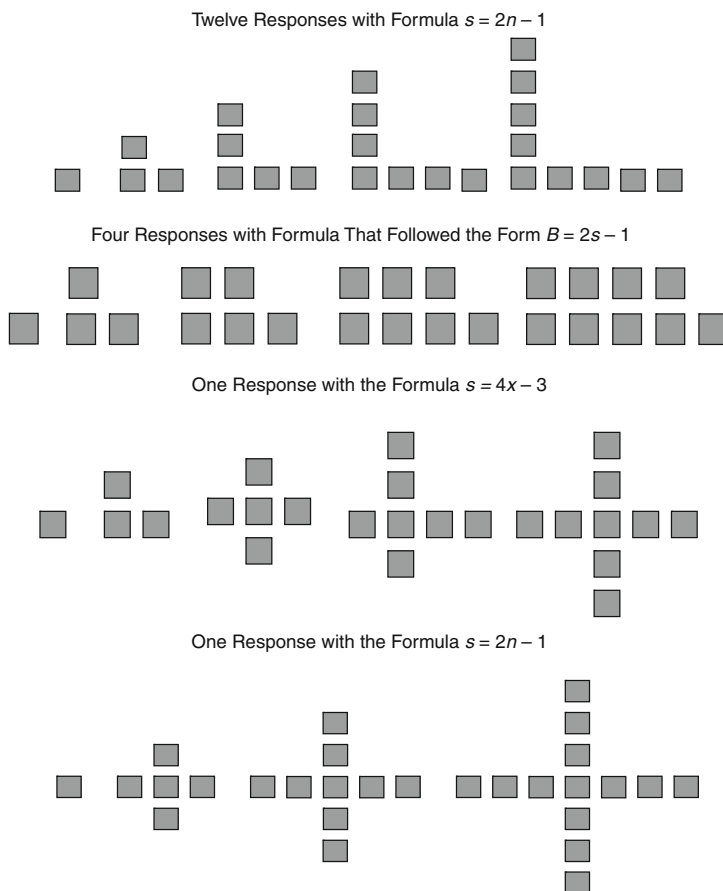 Twelve Responses with Formula s = 2n – 1
Four Responses with Formula That Followed the Form B = 2s – 1
One Response with the Formula s = 4x – 3
One Response with the Formula s = 2n – 1